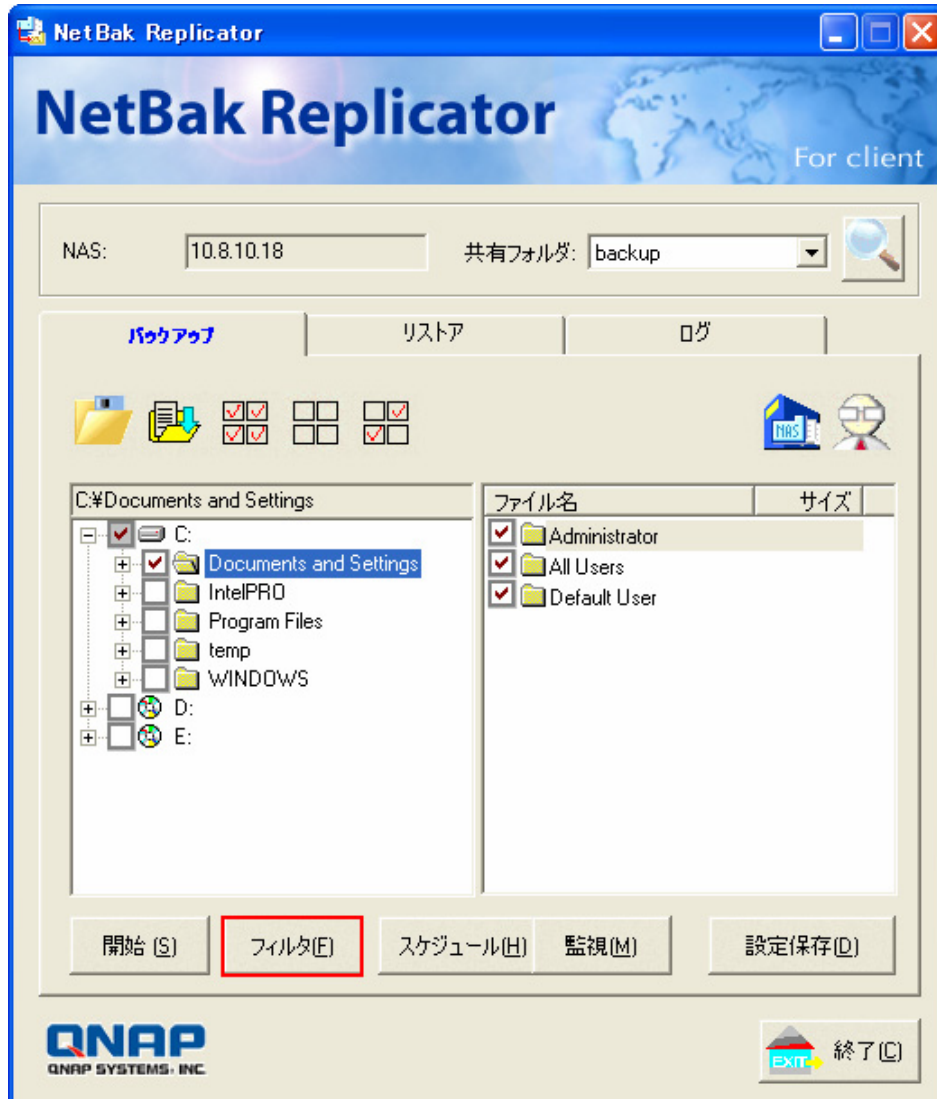 NetBak Replicator
NetBak Replicator
For client
NAS: 10.8.10.18 共有フォルダ: backup
バックアップ リストア ログ
NAS
C:¥Documents and Settings
ファイル名 サイズ
C:
Documents and Settings
IntelPRO
Program Files
temp
WINDOWS
D:
E:
Administrator
All Users
Default User
開始 (S) フィルタ(F) スケジュール(H) 監視(M) 設定保存(D)
QNAP
QNAP SYSTEMS, INC.
EXIT 終了(C)